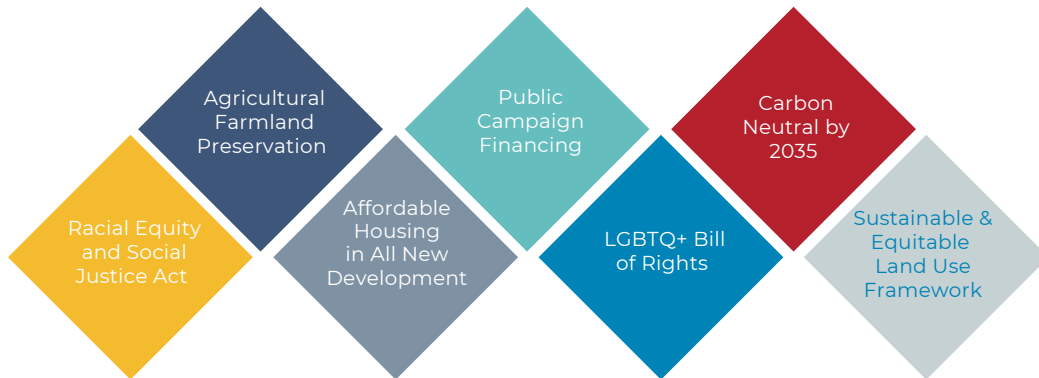 Racial Equity
and Social
Justice Act
Agricultural
Farmland
Preservation
Affordable
Housing
in All New
Development
Public
Campaign
Financing
LGBTQ+ Bill
of Rights
Carbon
Neutral by
2035
Sustainable &
Equitable
Land Use
Framework